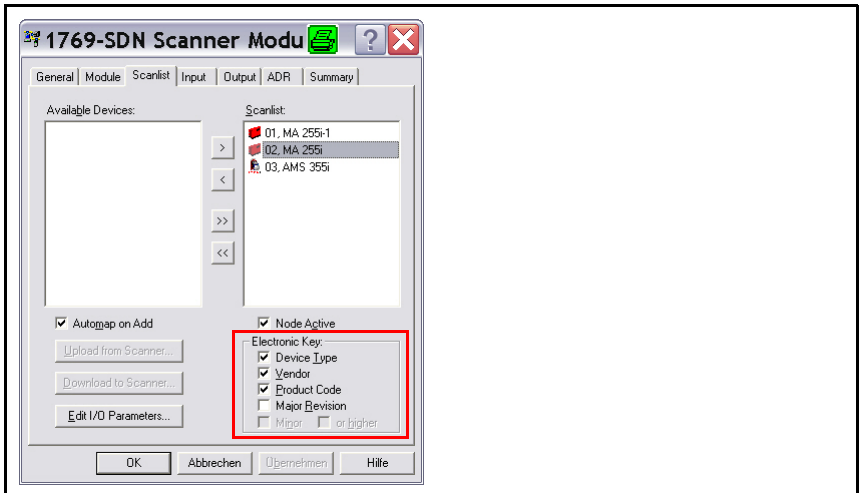 1769-SDN Scanner Modu
General Module Scanlist Input Output ADR Summary
Available Devices:
Scanlist:
01, MA 255i-1
02, MA 255i
03, AMS 355i
>
<
>>
<<
Automap on Add
Node Active
Upload from Scanner...
Download to Scanner...
Edit I/O Parameters...
Electronic Key:
Device Type
Vendor
Product Code
Major Revision
Minor or higher
OK Abbrechen Übernehmen Hilfe